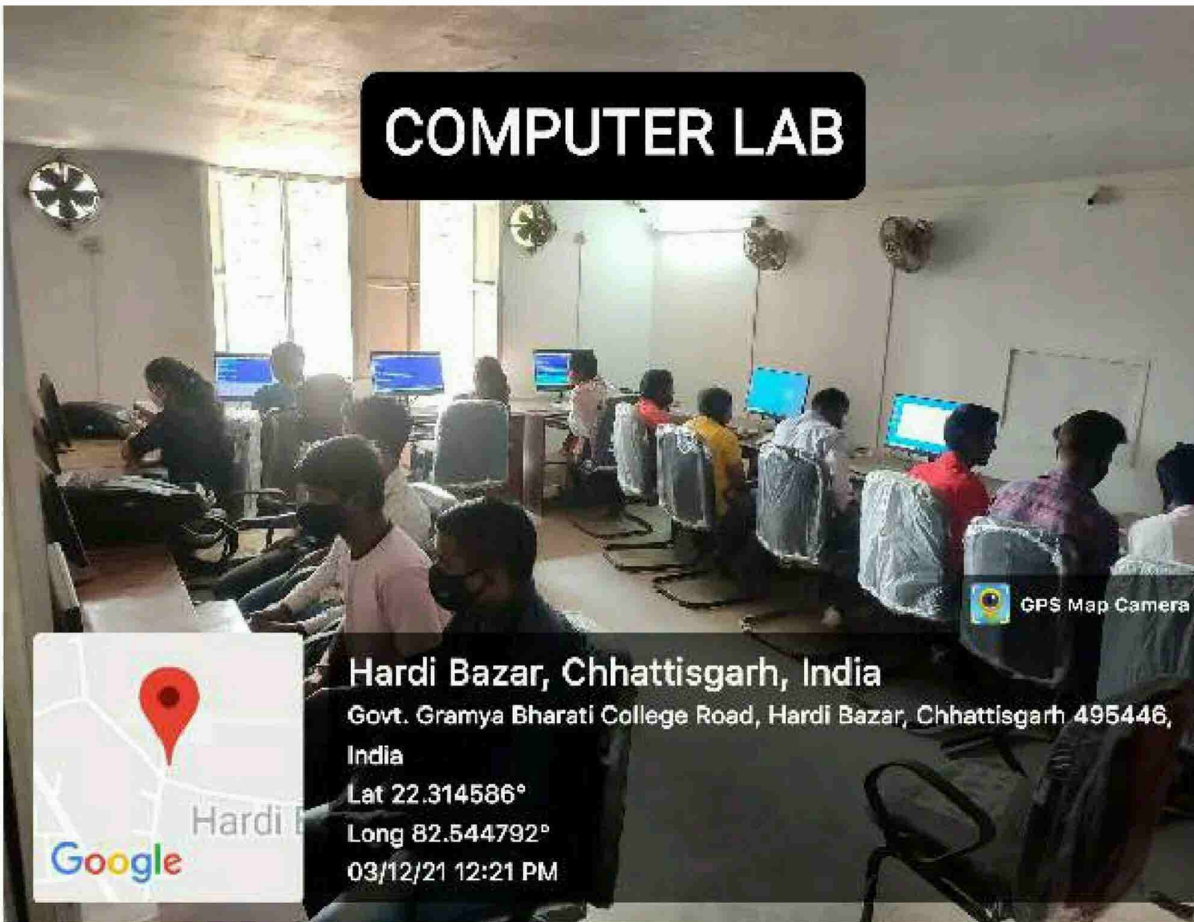 COMPUTER LAB
GPS Map Camera
Hardi Bazar, Chhattisgarh, India
Govt. Gramya Bharati College Road, Hardi Bazar, Chhattisgarh 495446,
India
Lat 22.314586°
Long 82.544792°
03/12/21 12:21 PM
Hardi
Google